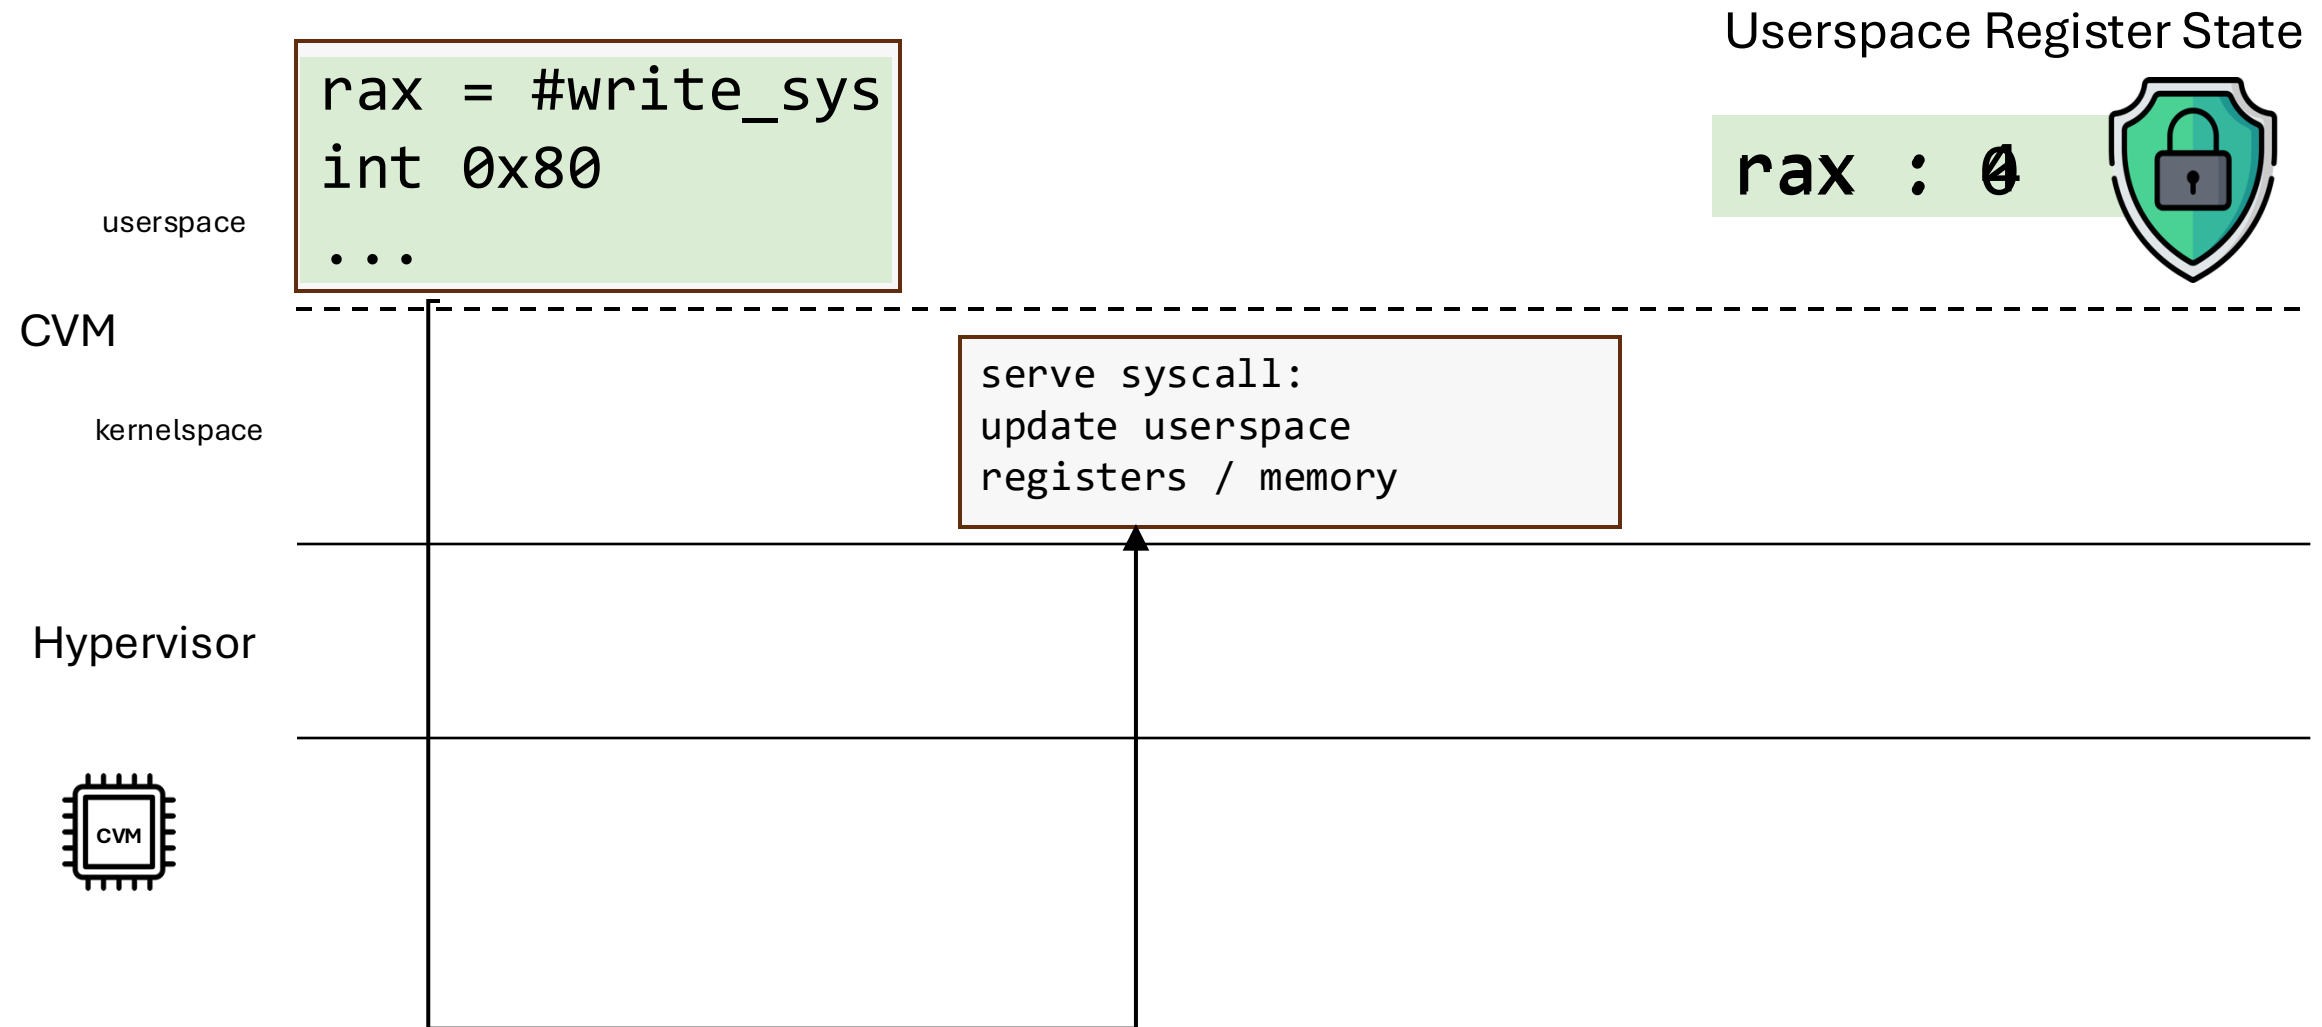 Userspace Register State
rax = #write_sys
int 0x80
...
rax :
userspace
CVM
serve syscall:
update userspace
registers / memory
kernelspace
Hypervisor
CVM